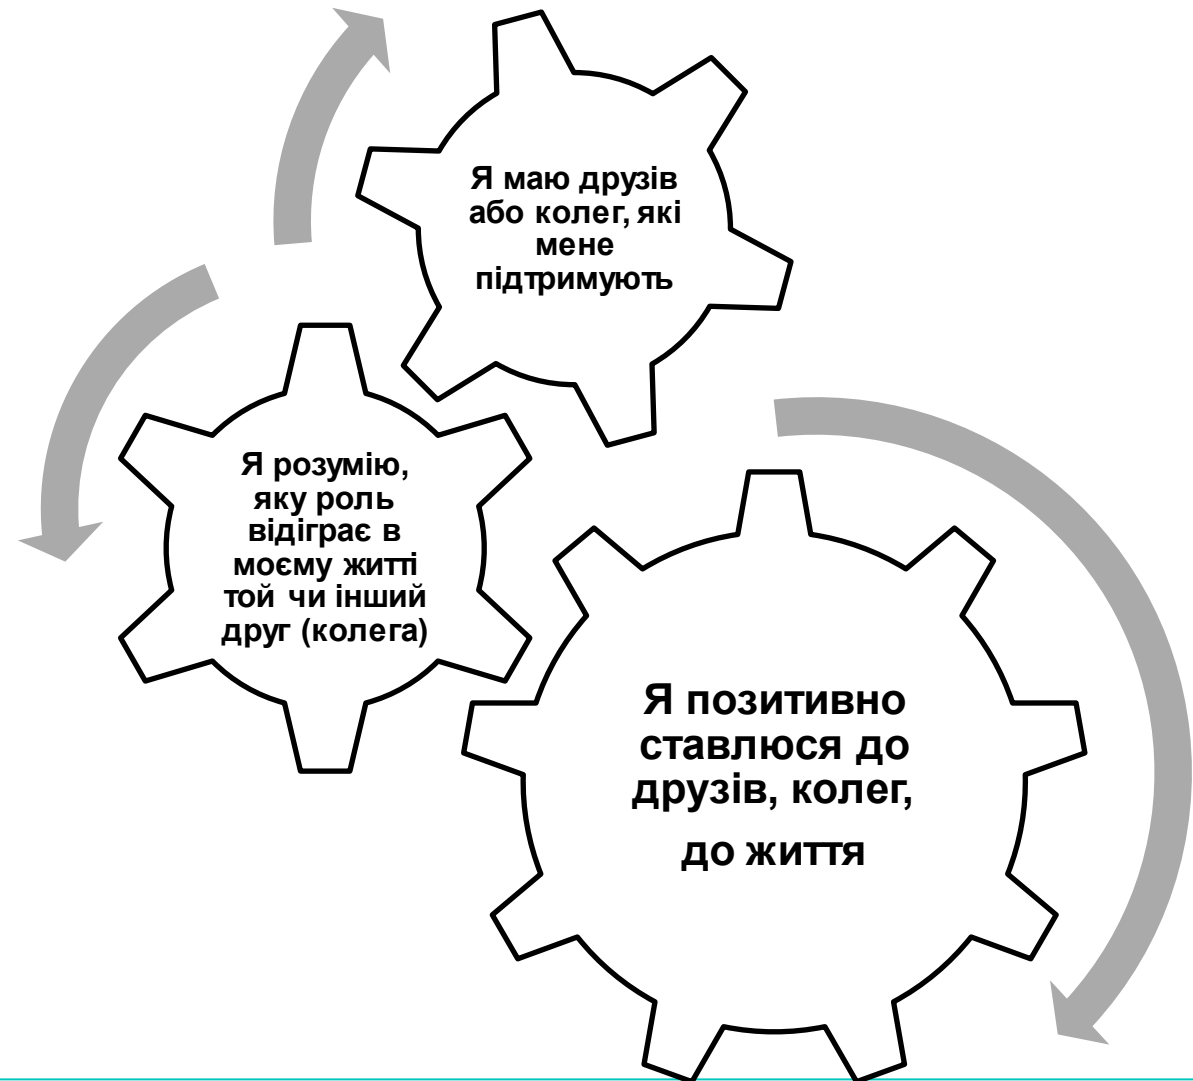 Я маю друзів
або колег, які
мене
підтримують
Я розумію,
яку роль
відіграє в
моєму житті
той чи інший
друг (колега)
Я позитивно
ставлюся до
друзів, колег,
до життя